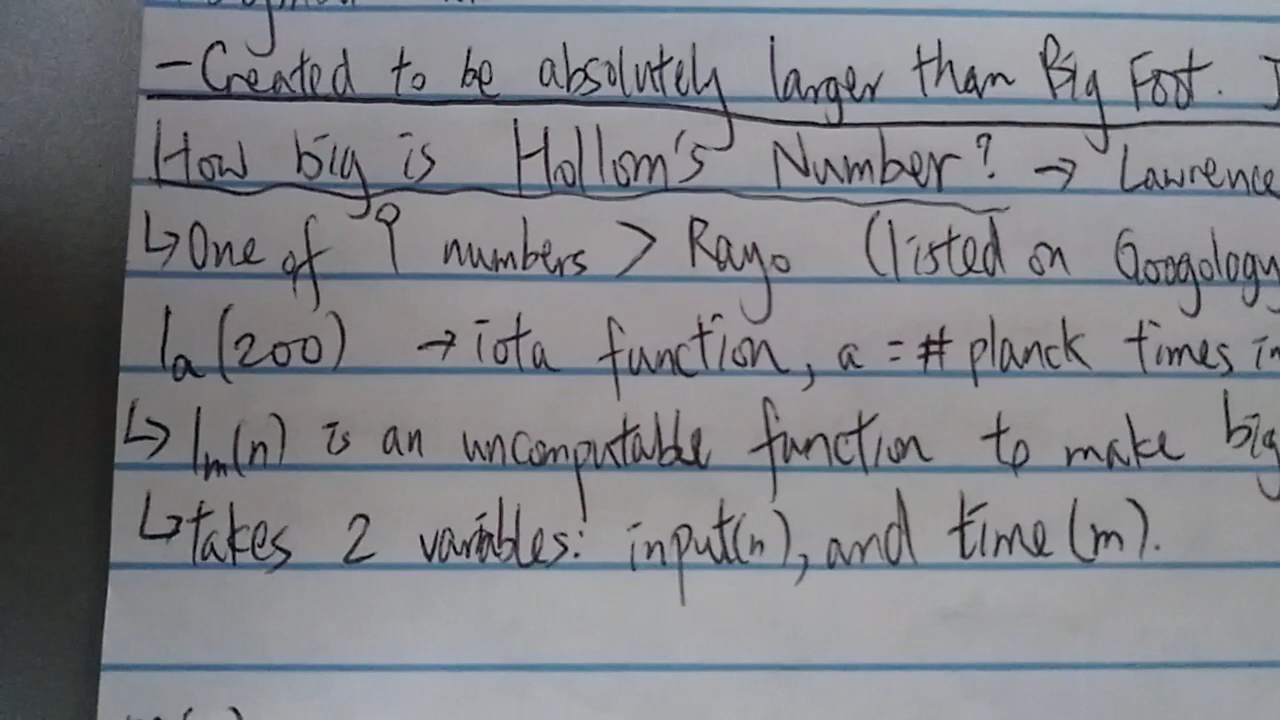 - Created to be absolutely larger than Big Foot.
How big is Hollom's Number? → Lawrence
↳ One of 9 numbers > Rayo (listed on Googology
la(200) → iota function, a = # planck times in
↳ lm(n) is an uncomputable function to make big
↳ takes 2 variables: input(n), and time (m).